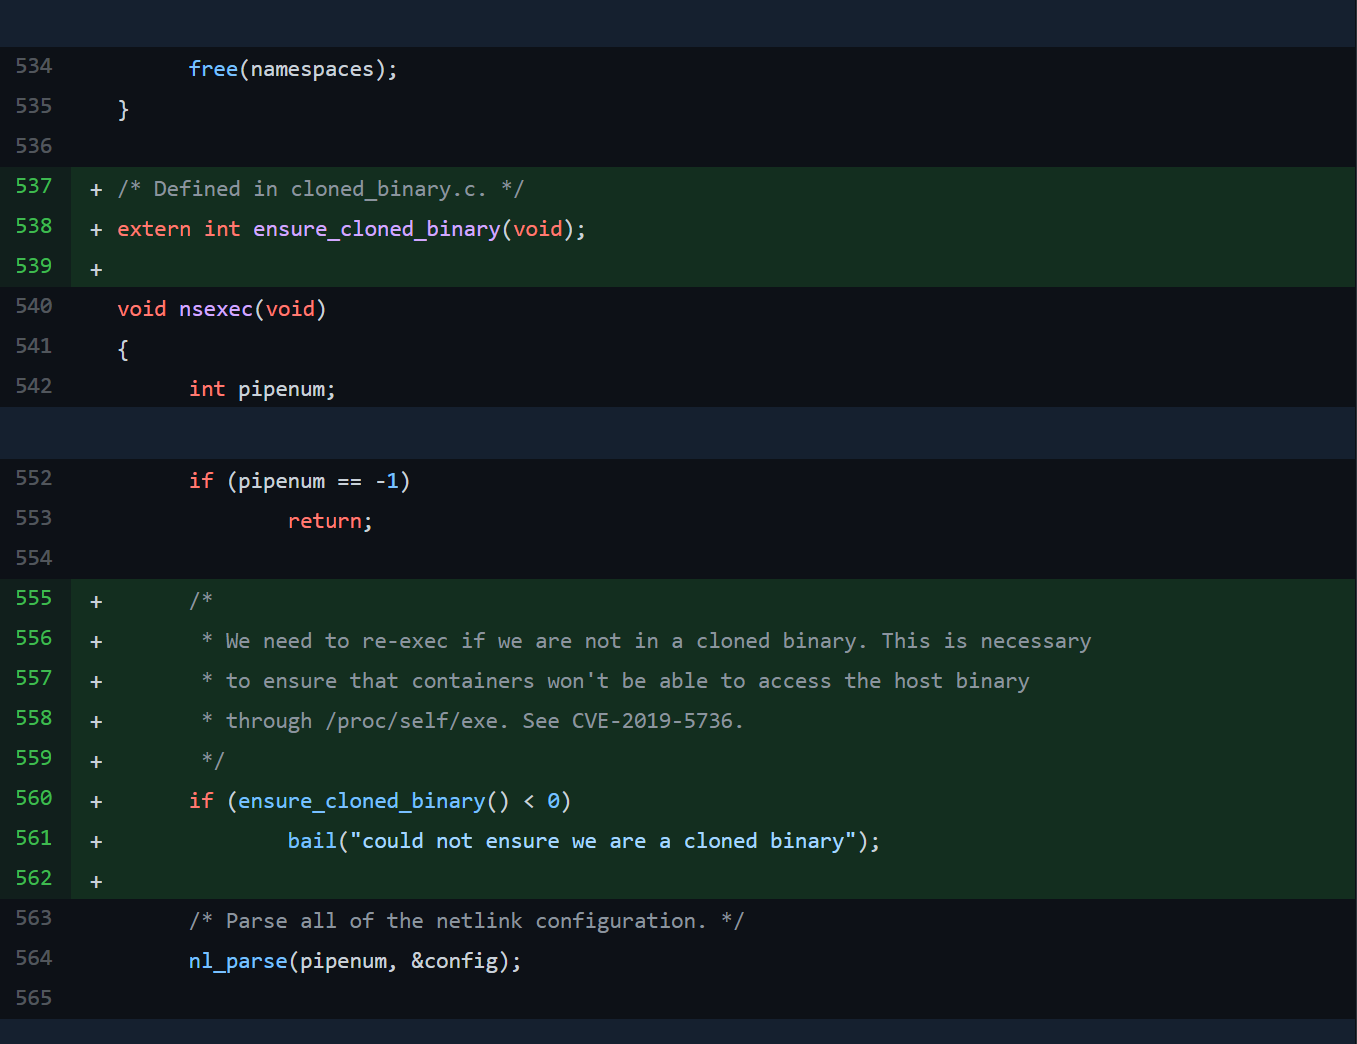 534 free(namespaces);
535 }
536
537 + /* Defined in cloned_binary.c. */
538 + extern int ensure_cloned_binary(void);
539 +
540 void nsexec(void)
541 {
542 int pipenum;
552 if (pipenum == -1)
553 return;
554
555 + /*
556 + * We need to re-exec if we are not in a cloned binary. This is necessary
557 + * to ensure that containers won't be able to access the host binary
558 + * through /proc/self/exe. See CVE-2019-5736.
559 + */
560 + if (ensure_cloned_binary() < 0)
561 + bail("could not ensure we are a cloned binary");
562 +
563 /* Parse all of the netlink configuration. */
564 nl_parse(pipenum, &config);
565